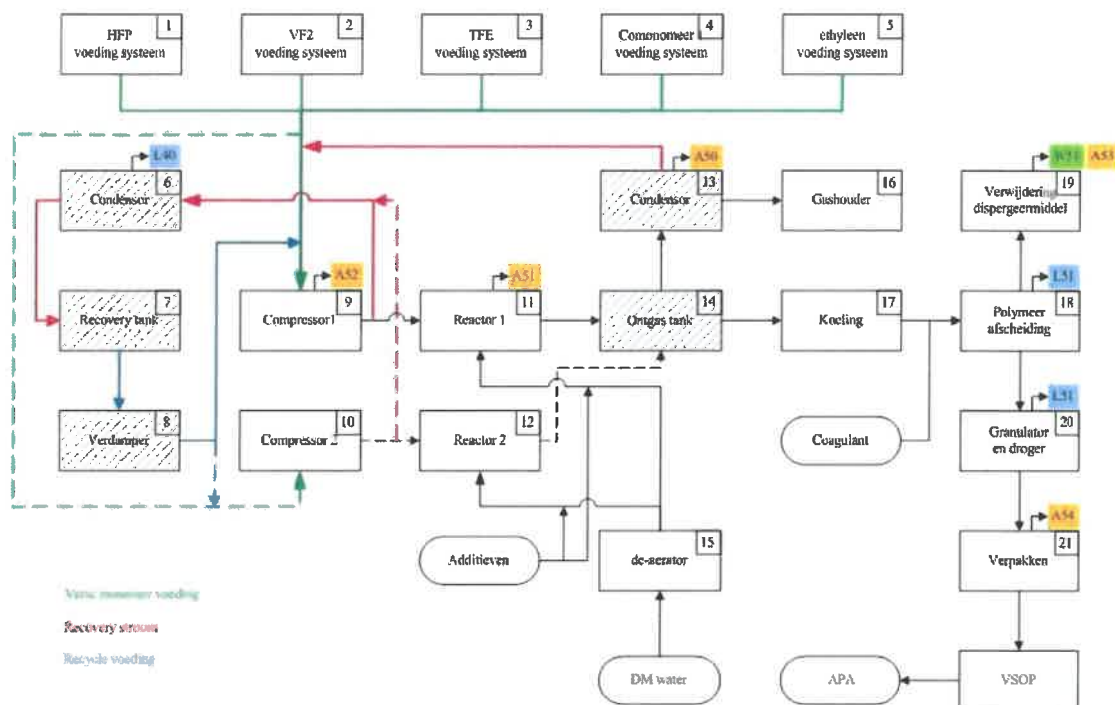 1
HFP
voeding systeem
2
VF2
voeding systeem
3
TFE
voeding systeem
4
Comonomeer
voeding systeem
5
ethyleen
voeding systeem
L40
6
Condensor
A50
13
Condensor
16
Gashouder
W51 A53
19
Verwijdering
dispergeermiddel
7
Recovery tank
A52
9
Compressor1
A51
11
Reactor 1
14
Ontgas tank
17
Koeling
L51
18
Polymeer
afscheiding
8
Verdamper
10
Compressor 2
12
Reactor 2
Coagulant
L51
20
Granulator
en droger
Additieven
15
de-aerator
A54
21
Verpakken
Verse monomeer voeding
Recovery stroom
Recycle voeding
DM water
APA
VSOP